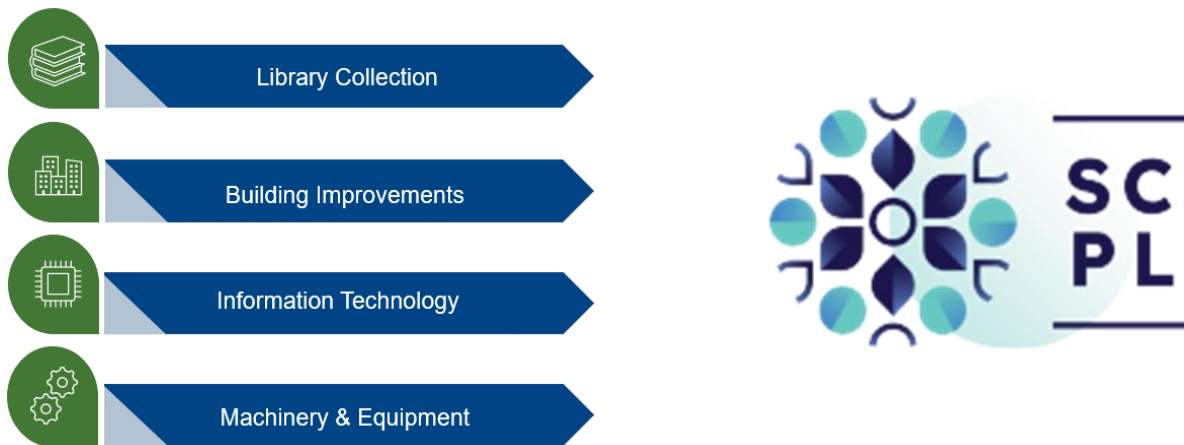 Library Collection
Building Improvements
Information Technology
Machinery & Equipment
SC
PL